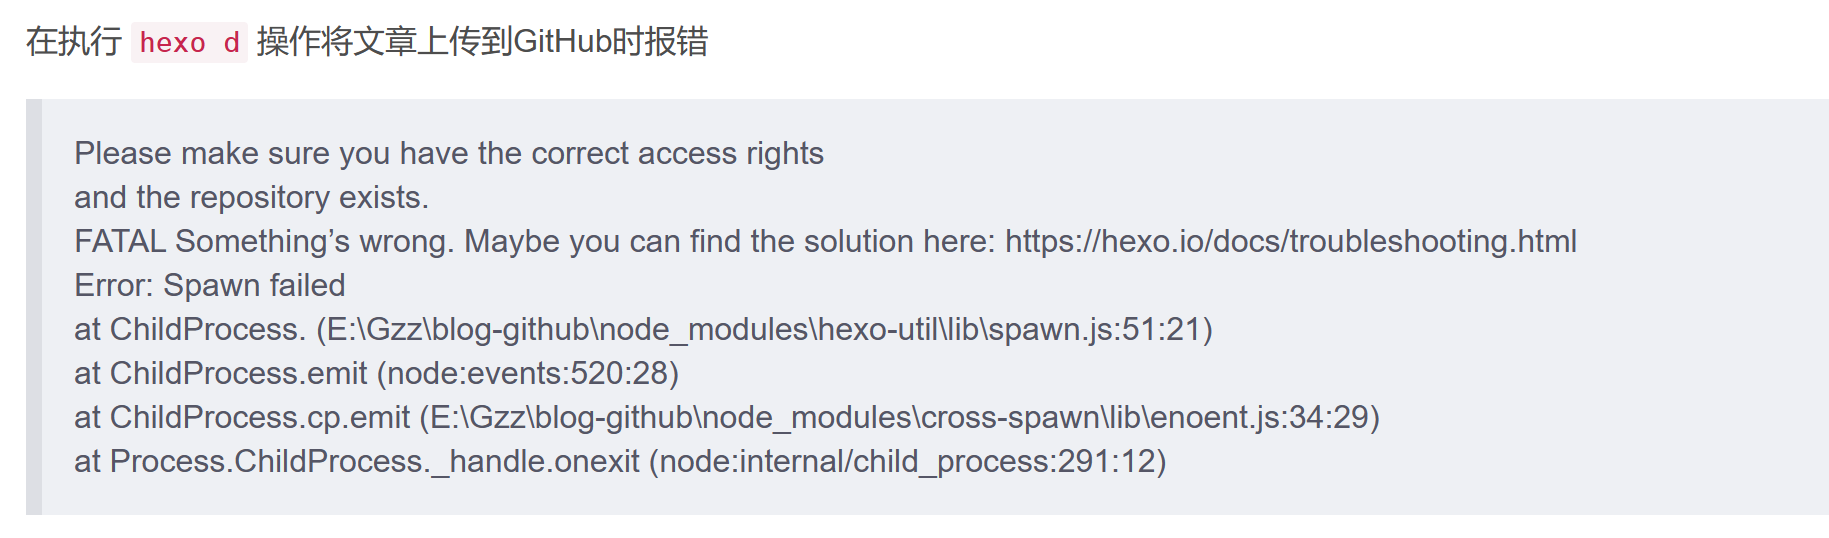 在执行 hexo d 操作将文章上传到GitHub时报错
Please make sure you have the correct access rights
and the repository exists.
FATAL Something’s wrong. Maybe you can find the solution here: https://hexo.io/docs/troubleshooting.html
Error: Spawn failed
at ChildProcess. (E:\Gzz\blog-github\node_modules\hexo-util\lib\spawn.js:51:21)
at ChildProcess.emit (node:events:520:28)
at ChildProcess.cp.emit (E:\Gzz\blog-github\node_modules\cross-spawn\lib\enoent.js:34:29)
at Process.ChildProcess._handle.onexit (node:internal/child_process:291:12)